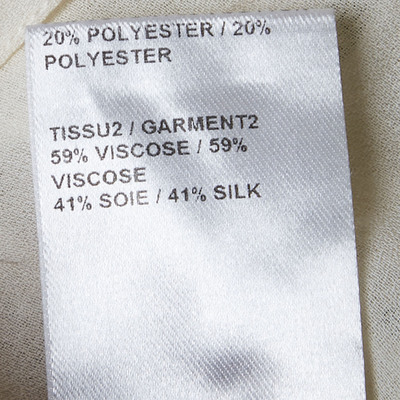 20% POLYESTER / 20%
POLYESTER
TISSU2 / GARMENT2
59% VISCOSE / 59%
VISCOSE
41% SOIE / 41% SILK